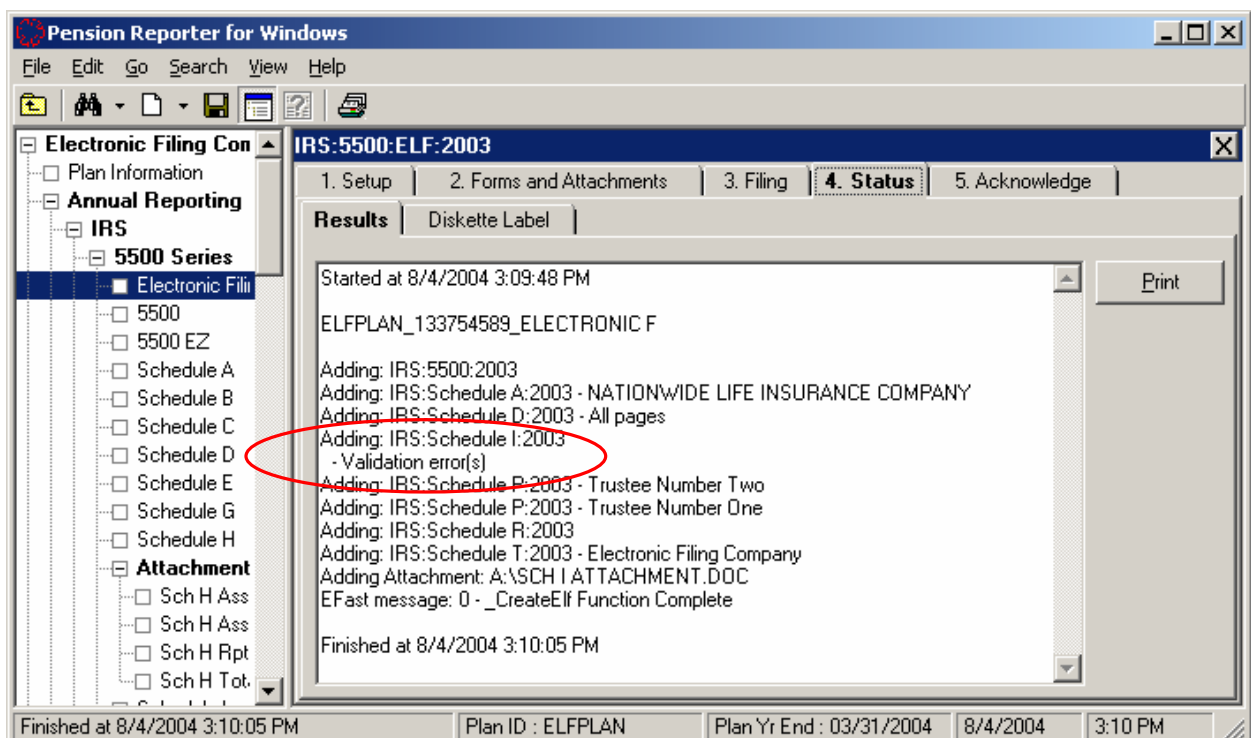 Pension Reporter for Windows
File Edit Go Search View Help
Electronic Filing Con
Plan Information
Annual Reporting
IRS
5500 Series
Electronic Filin
5500
5500 EZ
Schedule A
Schedule B
Schedule C
Schedule D
Schedule E
Schedule G
Schedule H
Attachment
Sch H Ass
Sch H Ass
Sch H Rpt
Sch H Tot.
IRS:5500:ELF:2003
1. Setup 2. Forms and Attachments 3. Filing 4. Status 5. Acknowledge
Results Diskette Label
Started at 8/4/2004 3:09:48 PM
ELFPLAN_133754589_ELECTRONIC F
Adding: IRS:5500:2003
Adding: IRS:Schedule A:2003 - NATIONWIDE LIFE INSURANCE COMPANY
Adding: IRS:Schedule D:2003 - All pages
Adding: IRS:Schedule I:2003
- Validation error(s)
Adding: IRS:Schedule P:2003 - Trustee Number Two
Adding: IRS:Schedule P:2003 - Trustee Number One
Adding: IRS:Schedule R:2003
Adding: IRS:Schedule T:2003 - Electronic Filing Company
Adding Attachment: A:\SCH I ATTACHMENT.DOC
EFast message: 0 - _CreateElf Function Complete
Finished at 8/4/2004 3:10:05 PM
Print
Finished at 8/4/2004 3:10:05 PM Plan ID : ELFPLAN Plan Yr End : 03/31/2004 8/4/2004 3:10 PM